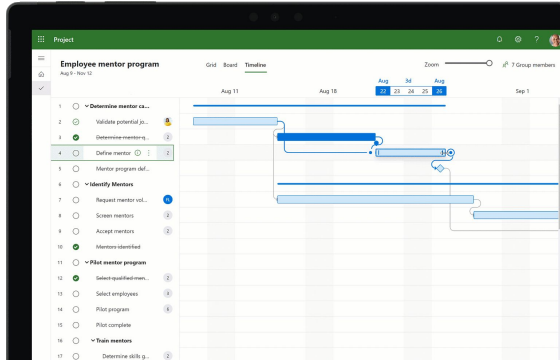 Project
?
Employee mentor program
Aug 9 - Nov 12
Grid Board Timeline
Zoom
7 Group members
Aug 3d Aug
Aug 11 Aug 18 22 23 24 25 26 Sep 1
1 Determine mentor ca...
2 Validate potential jo...
3 Determine mentor q... 2
4 Define mentor 2
5 Mentor program def...
6 Identify Mentors
7 Request mentor vol...
8 Screen mentors 2
9 Accept mentors 2
10 Mentors identified
11 Pilot mentor program
12 Select qualified men... 2
13 Select employees
14 Pilot program
15 Pilot complete
16 Train mentors
17 Determine skills g... 2